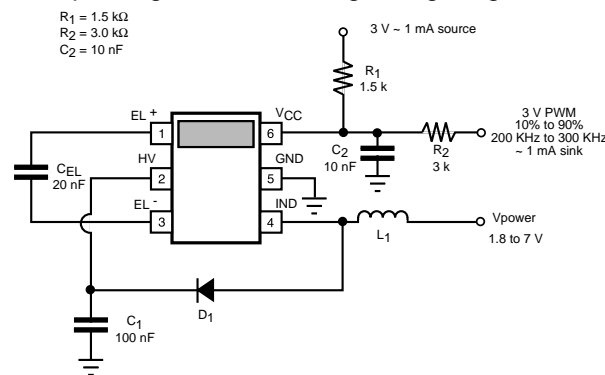 R1 = 1.5 kΩ
R2 = 3.0 kΩ
C2 = 10 nF
3 V ~ 1 mA source
R1
1.5 k
EL +
VCC
1
6
3 V PWM
10% to 90%
200 KHz to 300 KHz
~ 1 mA sink
CEL
20 nF
HV
GND
C2
10 nF
R2
3 k
2
5
EL -
IND
3
4
L1
Vpower
1.8 to 7 V
D1
C1
100 nF